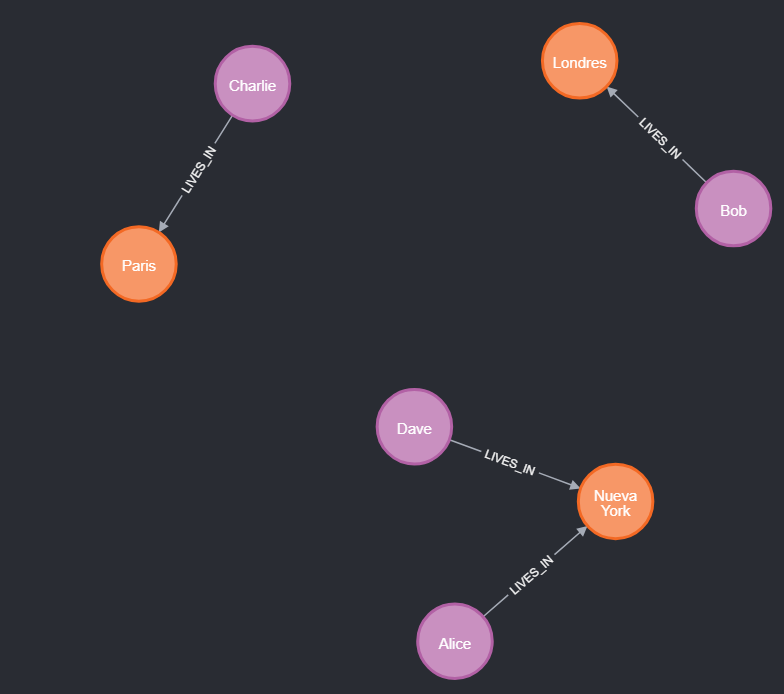 Charlie
LIVES_IN
Paris
Londres
LIVES_IN
Bob
Dave
LIVES_IN
Nueva
York
LIVES_IN
Alice